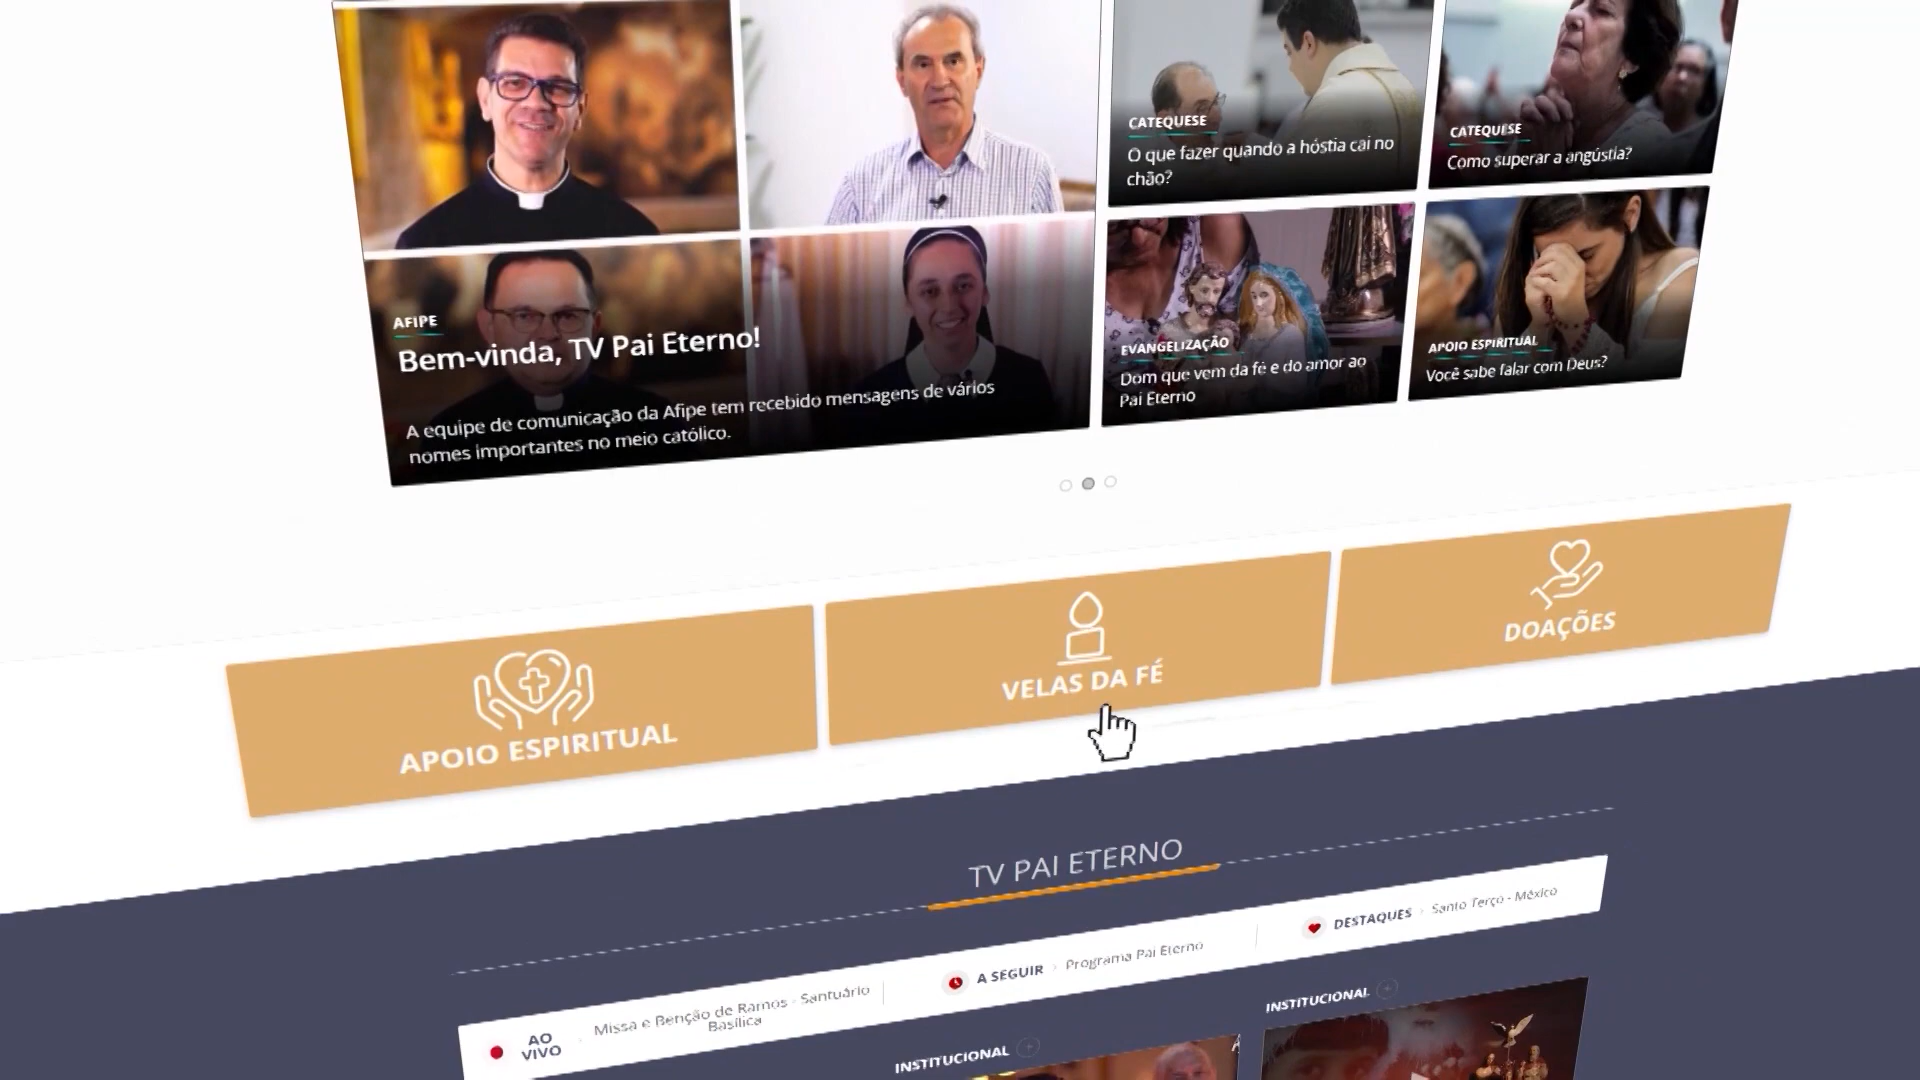 AFIPE
Bem-vinda, TV Pai Eterno!
A equipe de comunicação da Afipe tem recebido mensagens de vários
nomes importantes no meio católico.
CATEQUESE
O que fazer quando a hóstia cai no
chão?
CATEQUESE
Como superar a angústia?
EVANGELIZAÇÃO
Dom que vem da fé e do amor ao
Pai Eterno
APOIO ESPIRITUAL
Você sabe falar com Deus?
APOIO ESPIRITUAL
VELAS DA FÉ
DOAÇÕES
TV PAI ETERNO
AO
VIVO
Missa e Benção de Ramos - Santuário
Basílica
A SEGUIR
Programa Pai Eterno
DESTAQUES
Santo Terço - México
INSTITUCIONAL
INSTITUCIONAL